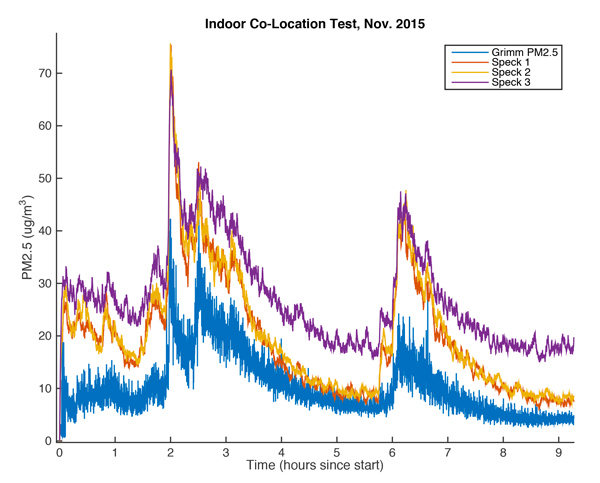 Indoor Co-Location Test, Nov. 2015
Grimm PM2.5
Speck 1
Speck 2
Speck 3
PM2.5 (ug/m³)
70
60
50
40
30
20
10
0
0 1 2 3 4 5 6 7 8 9
Time (hours since start)